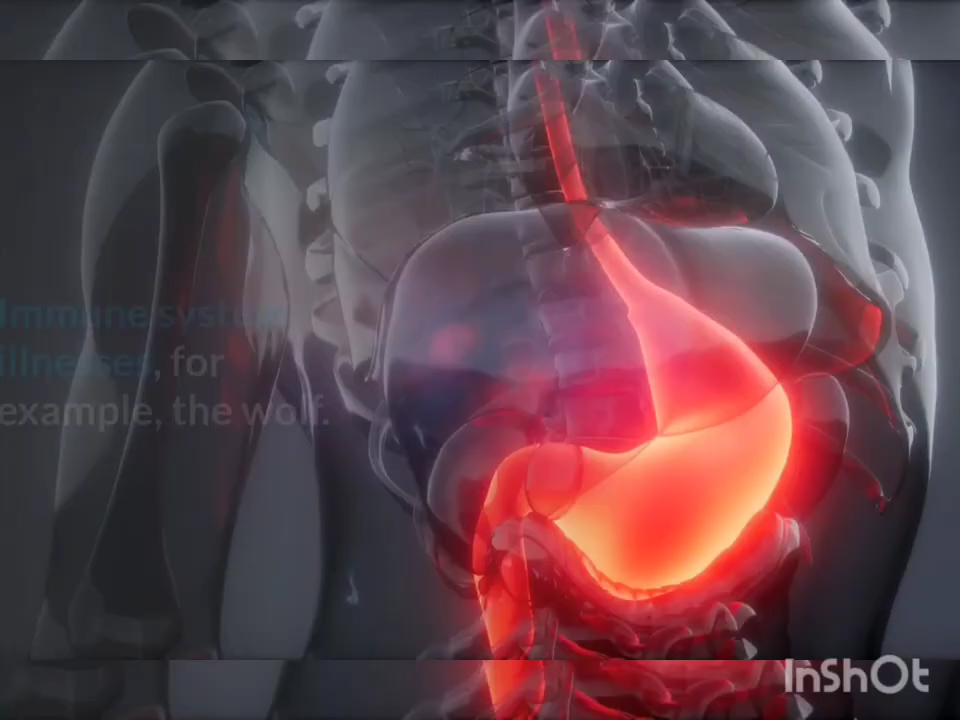 Immune system
illnesses, for
example, the wolf.
InShOt